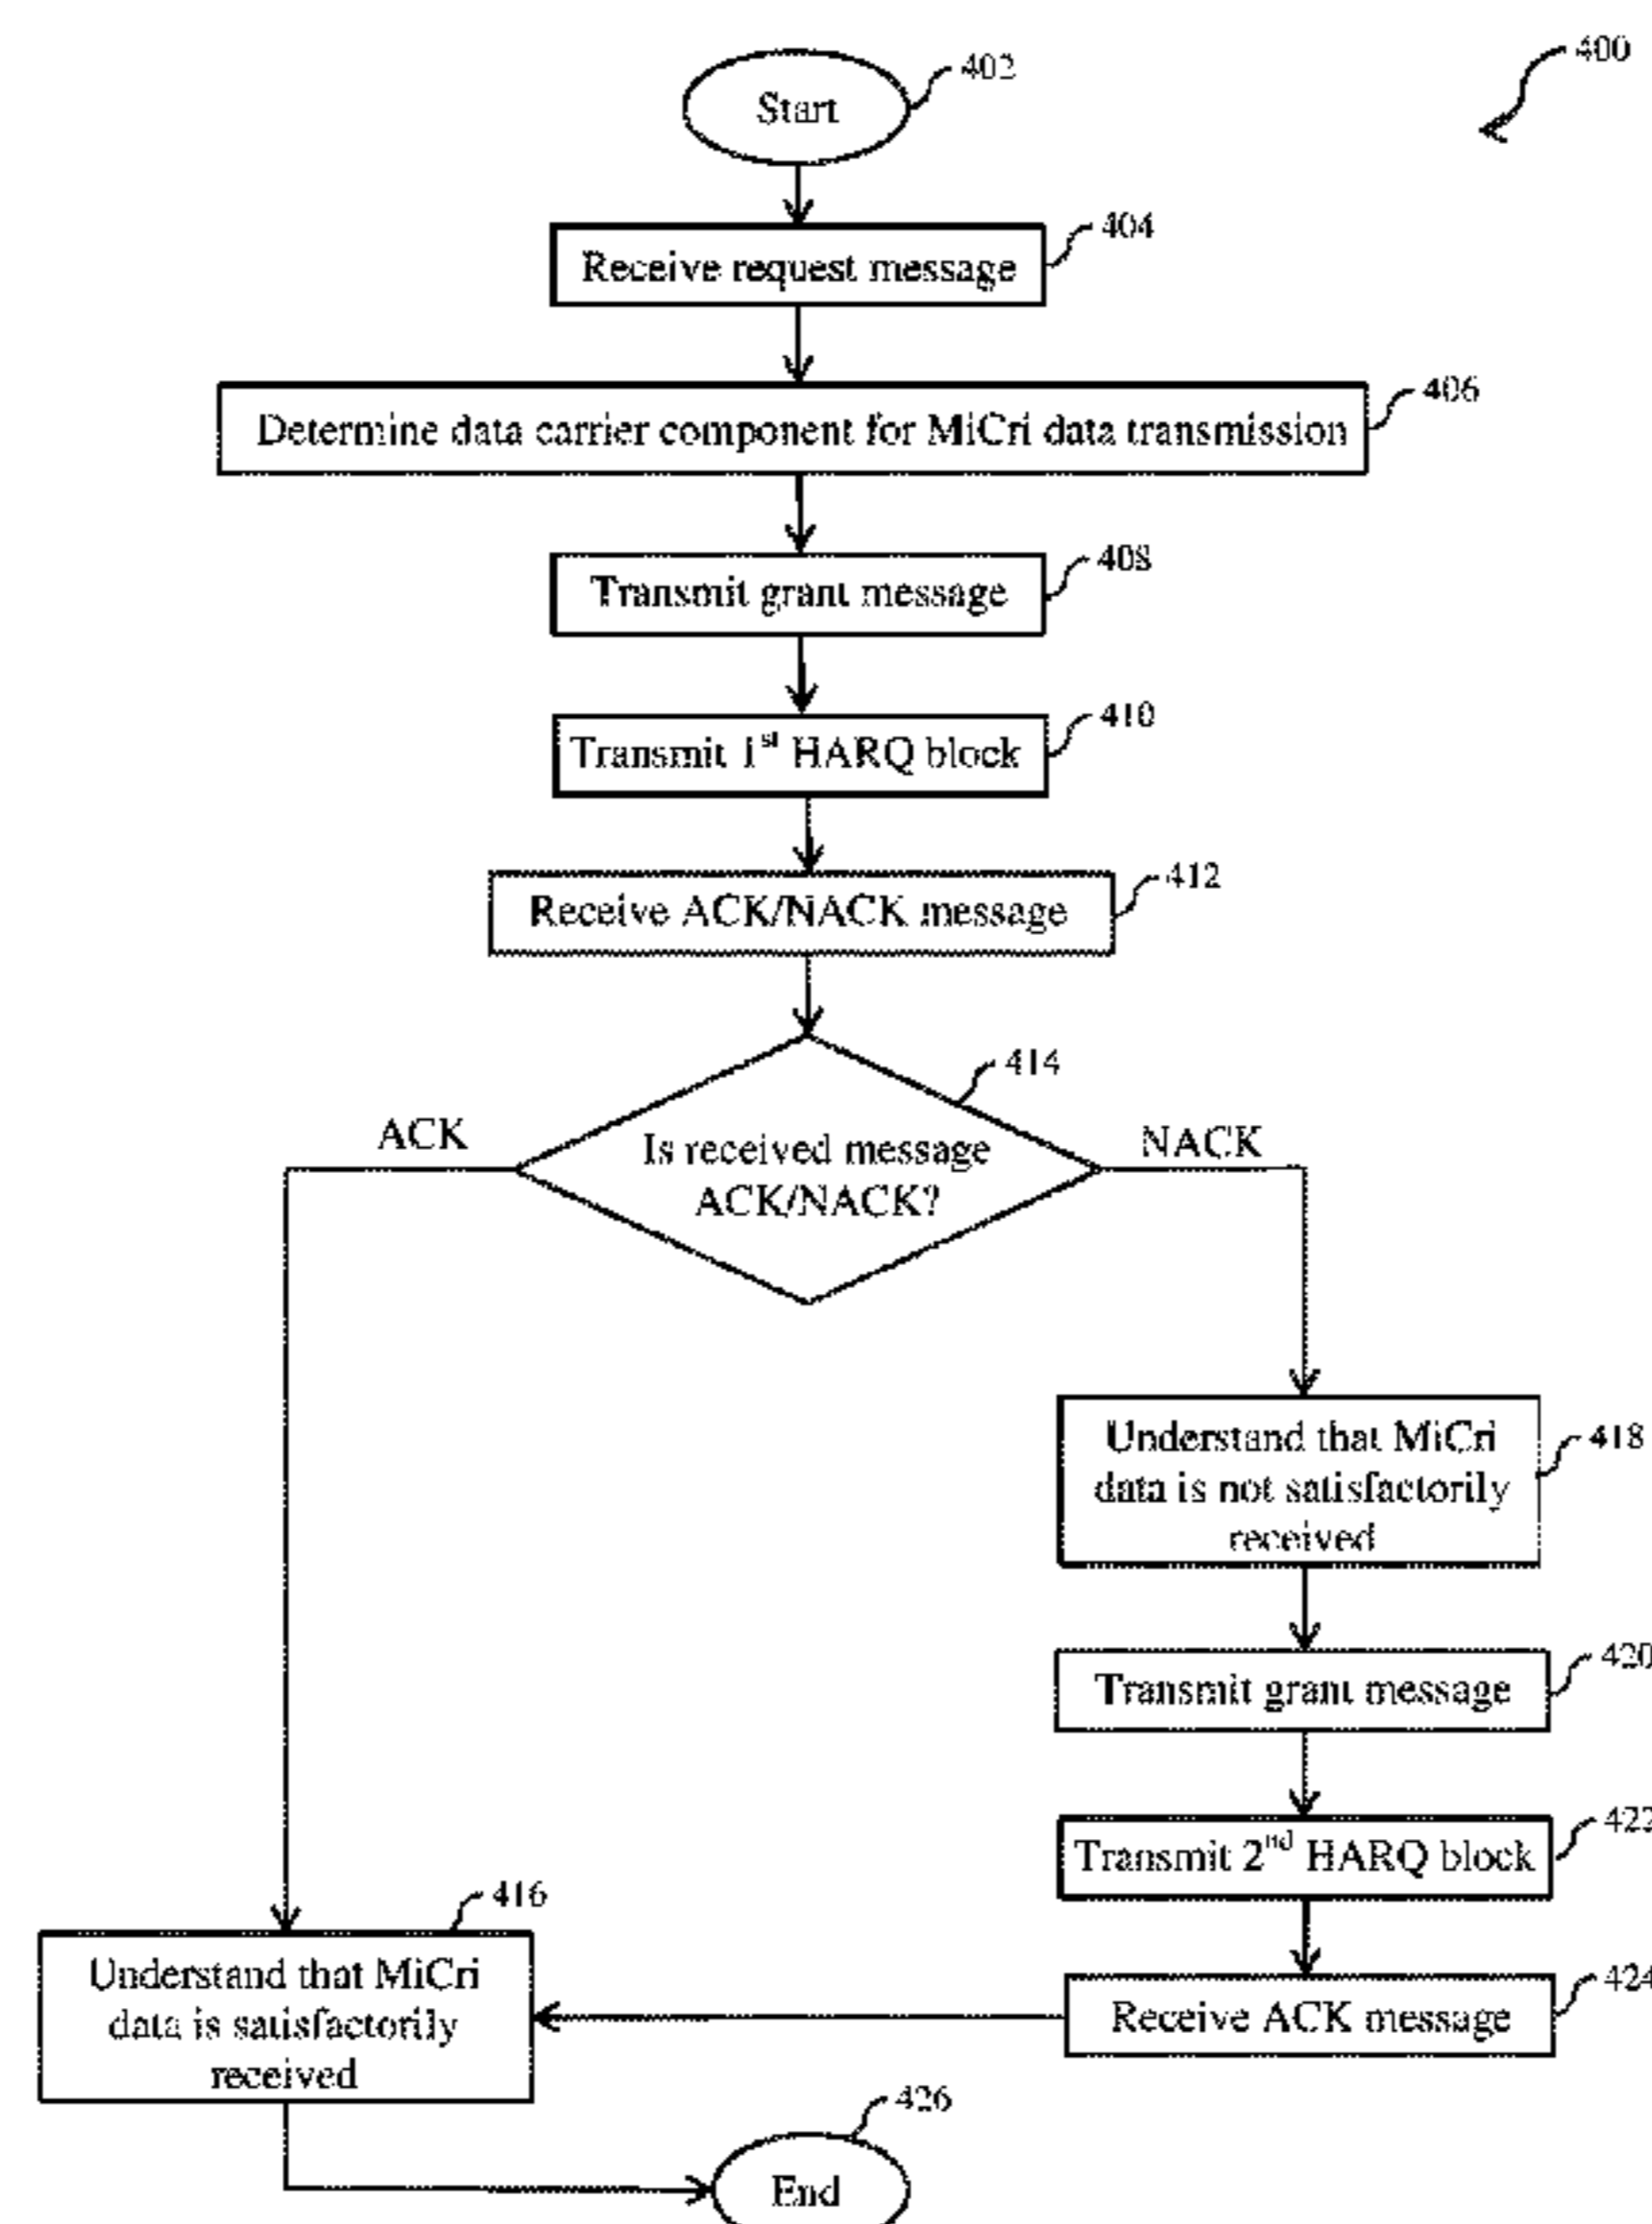 400
402
Start
404
Receive request message
406
Determine data carrier component for MiCri data transmission
408
Transmit grant message
410
Transmit 1st HARQ block
412
Receive ACK/NACK message
414
ACK
NACK
Is received message
ACK/NACK?
418
Understand that MiCri
data is not satisfactorily
received
420
Transmit grant message
422
Transmit 2nd HARQ block
416
Understand that MiCri
data is satisfactorily
received
424
Receive ACK message
426
End